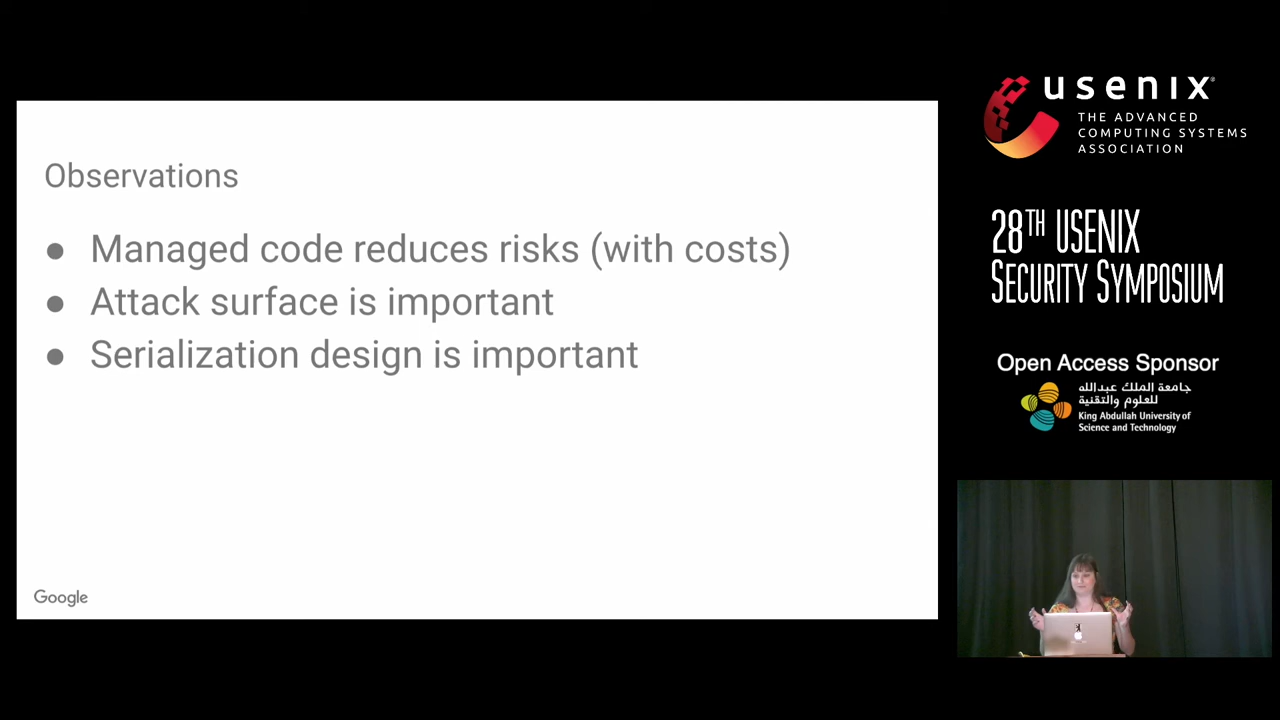 Observations
● Managed code reduces risks (with costs)
● Attack surface is important
● Serialization design is important
Google
usenix®
THE ADVANCED
COMPUTING SYSTEMS
ASSOCIATION
28TH USENIX
SECURITY SYMPOSIUM
Open Access Sponsor
جامعة الملك عبدالله
للعلوم والتقنية
King Abdullah University of
Science and Technology